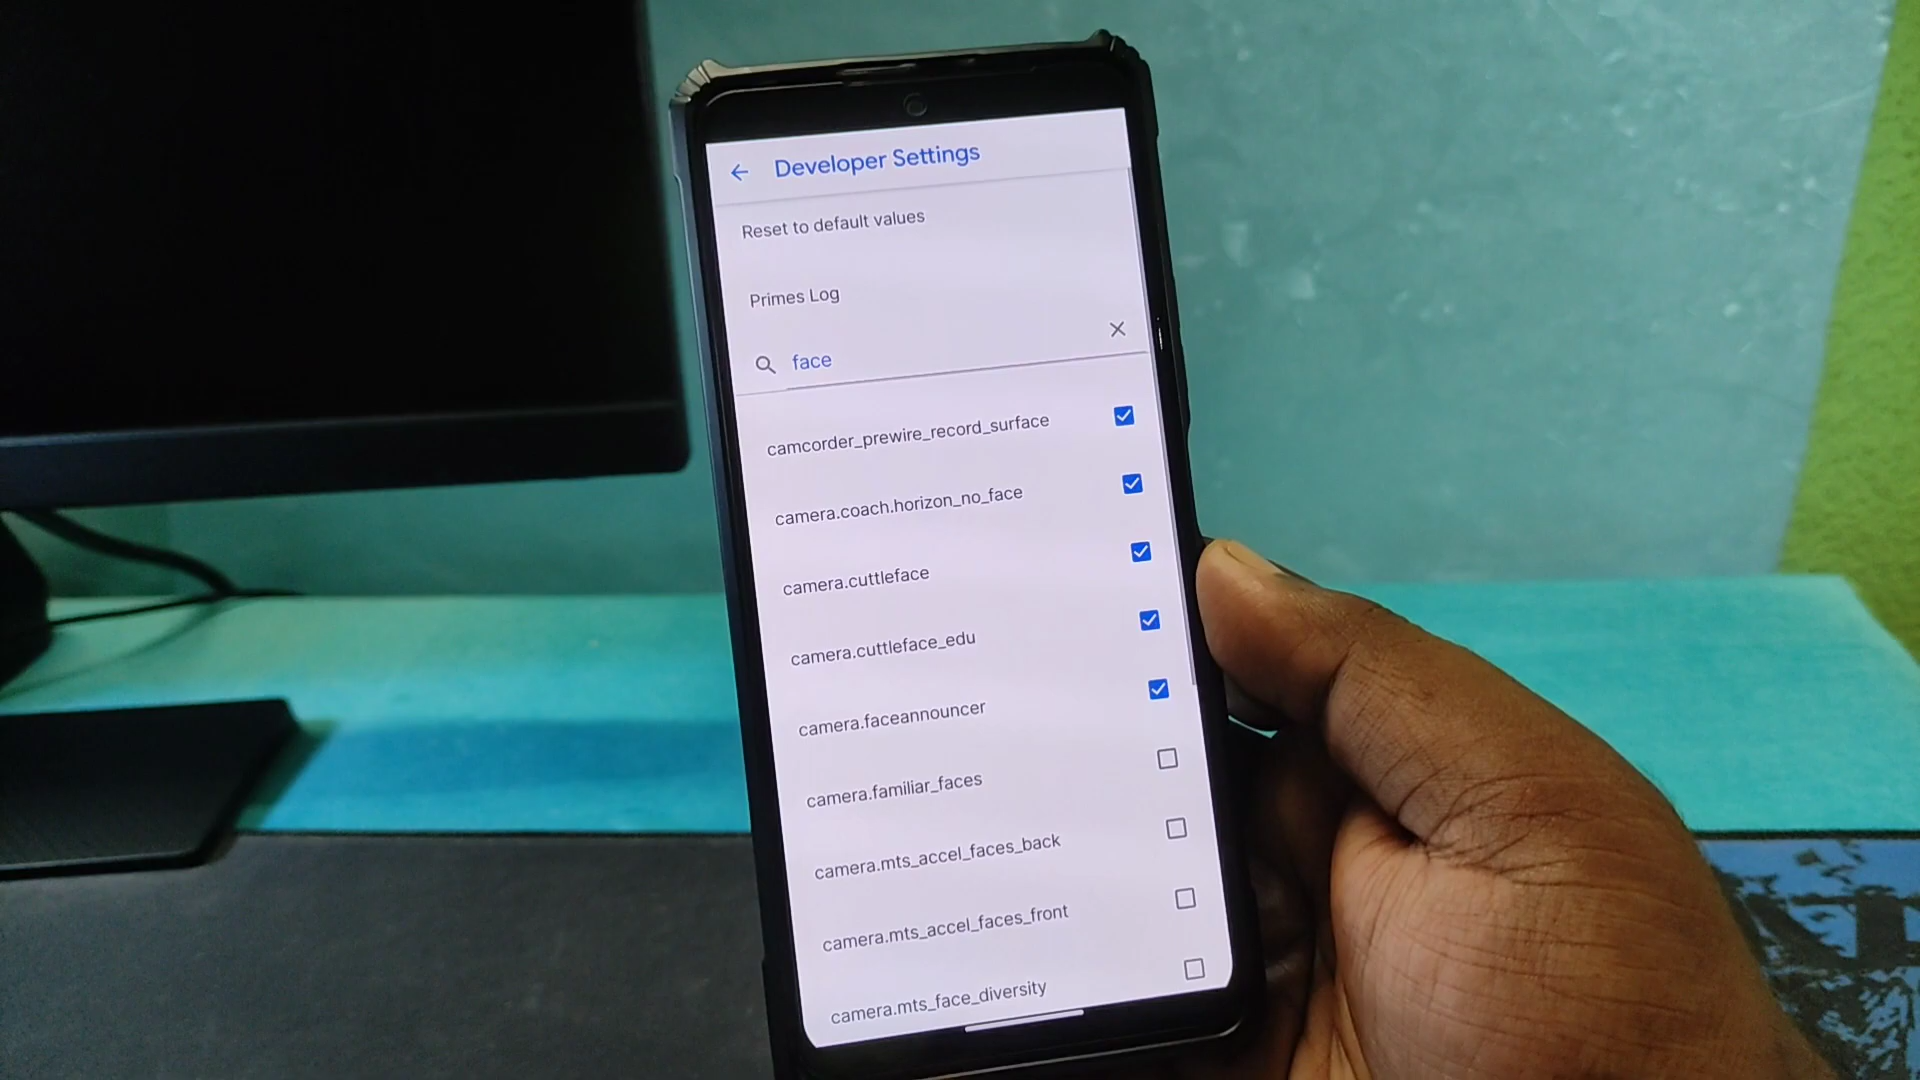 Developer Settings
Reset to default values
Primes Log
face
camcorder_prewire_record_surface
camera.coach.horizon_no_face
camera.cuttleface
camera.cuttleface_edu
camera.faceannouncer
camera.familiar_faces
camera.mts_accel_faces_back
camera.mts_accel_faces_front
camera.mts_face_diversity